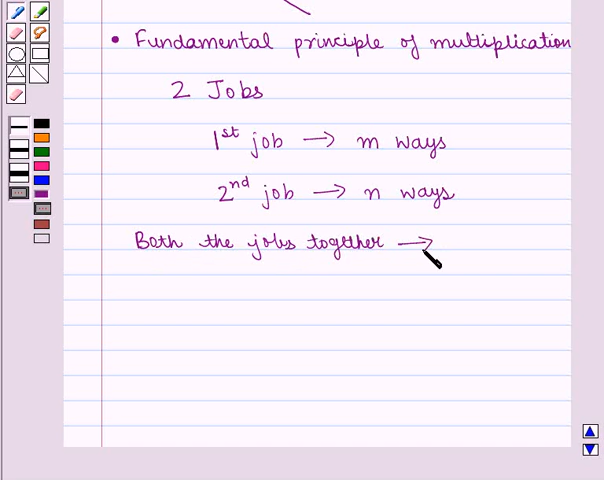 • Fundamental principle of multiplication
2 Jobs
1st job → m ways
2nd job → n ways
Both the jobs together →